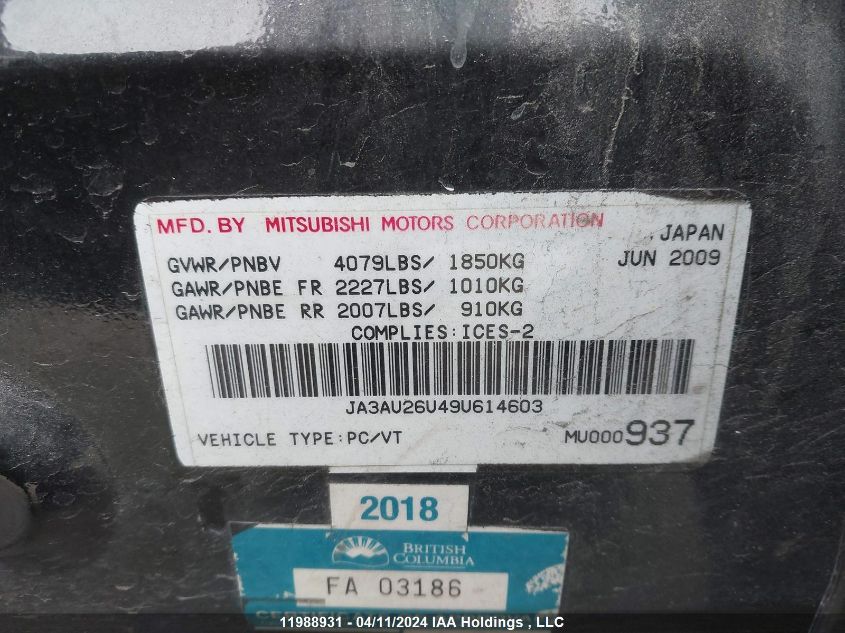 MFD. BY MITSUBISHI MOTORS CORPORATION
JAPAN
GVWR/PNBV 4079LBS/ 1850KG JUN 2009
GAWR/PNBE FR 2227LBS/ 1010KG
GAWR/PNBE RR 2007LBS/ 910KG
COMPLIES:ICES-2
JA3AU26U49U614603
VEHICLE TYPE:PC/VT MU000937
2018
BRITISH
COLUMBIA
FA 03186
11988931 - 04/11/2024 IAA Holdings , LLC